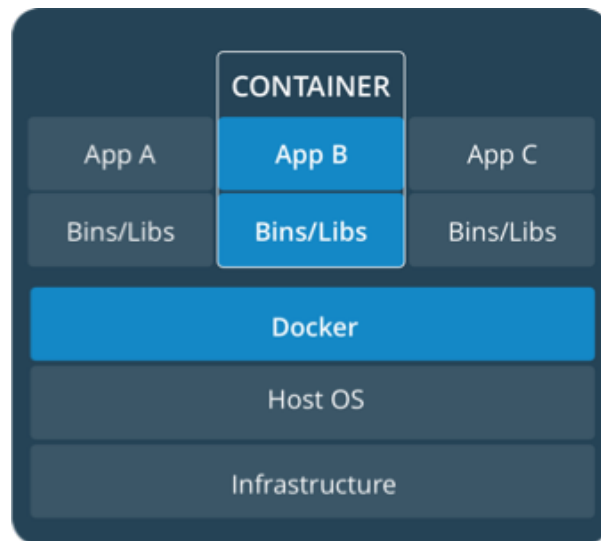 CONTAINER
App A App B App C
Bins/Libs Bins/Libs Bins/Libs
Docker
Host OS
Infrastructure